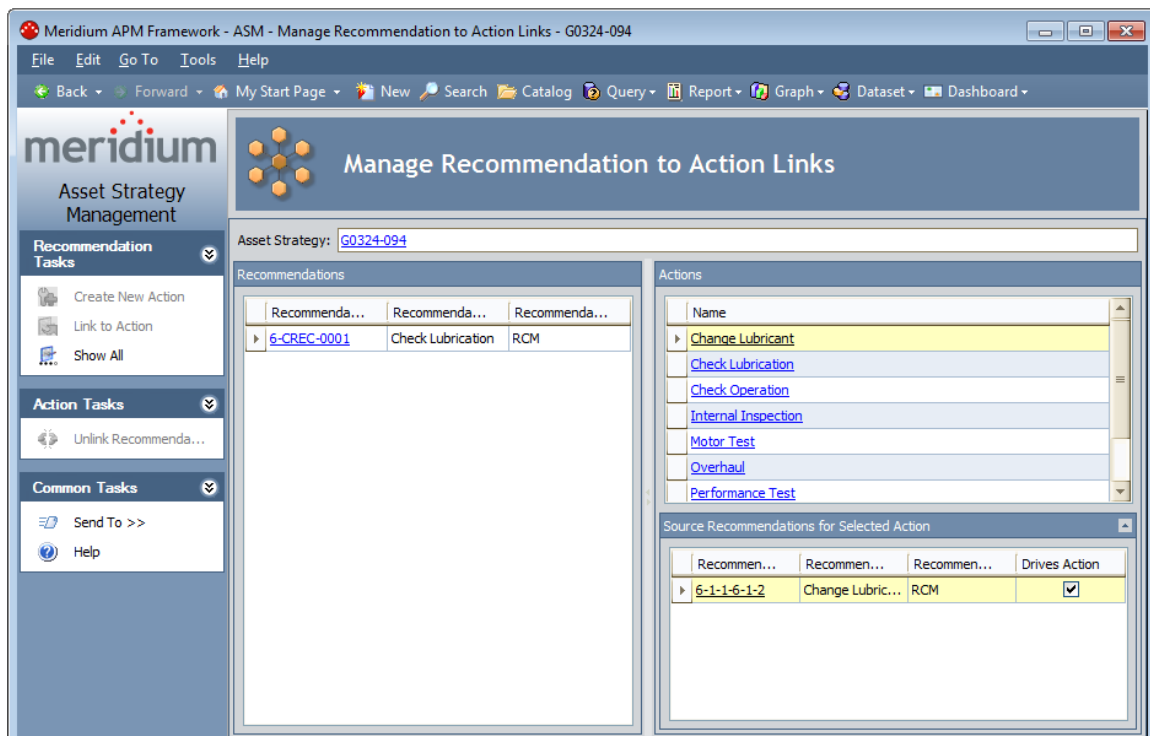 Meridium APM Framework - ASM - Manage Recommendation to Action Links - G0324-094
File Edit Go To Tools Help
Back Forward My Start Page New Search Catalog Query Report Graph Dataset Dashboard
meridium
Asset Strategy
Management
Recommendation
Tasks
Create New Action
Link to Action
Show All
Action Tasks
Unlink Recommenda...
Common Tasks
Send To >>
Help
Manage Recommendation to Action Links
Asset Strategy: G0324-094
Recommendations
Recommenda... Recommenda... Recommenda...
6-CREC-0001 Check Lubrication RCM
Actions
Name
Change Lubricant
Check Lubrication
Check Operation
Internal Inspection
Motor Test
Overhaul
Performance Test
Source Recommendations for Selected Action
Recommen... Recommen... Recommen... Drives Action
6-1-1-6-1-2 Change Lubric... RCM